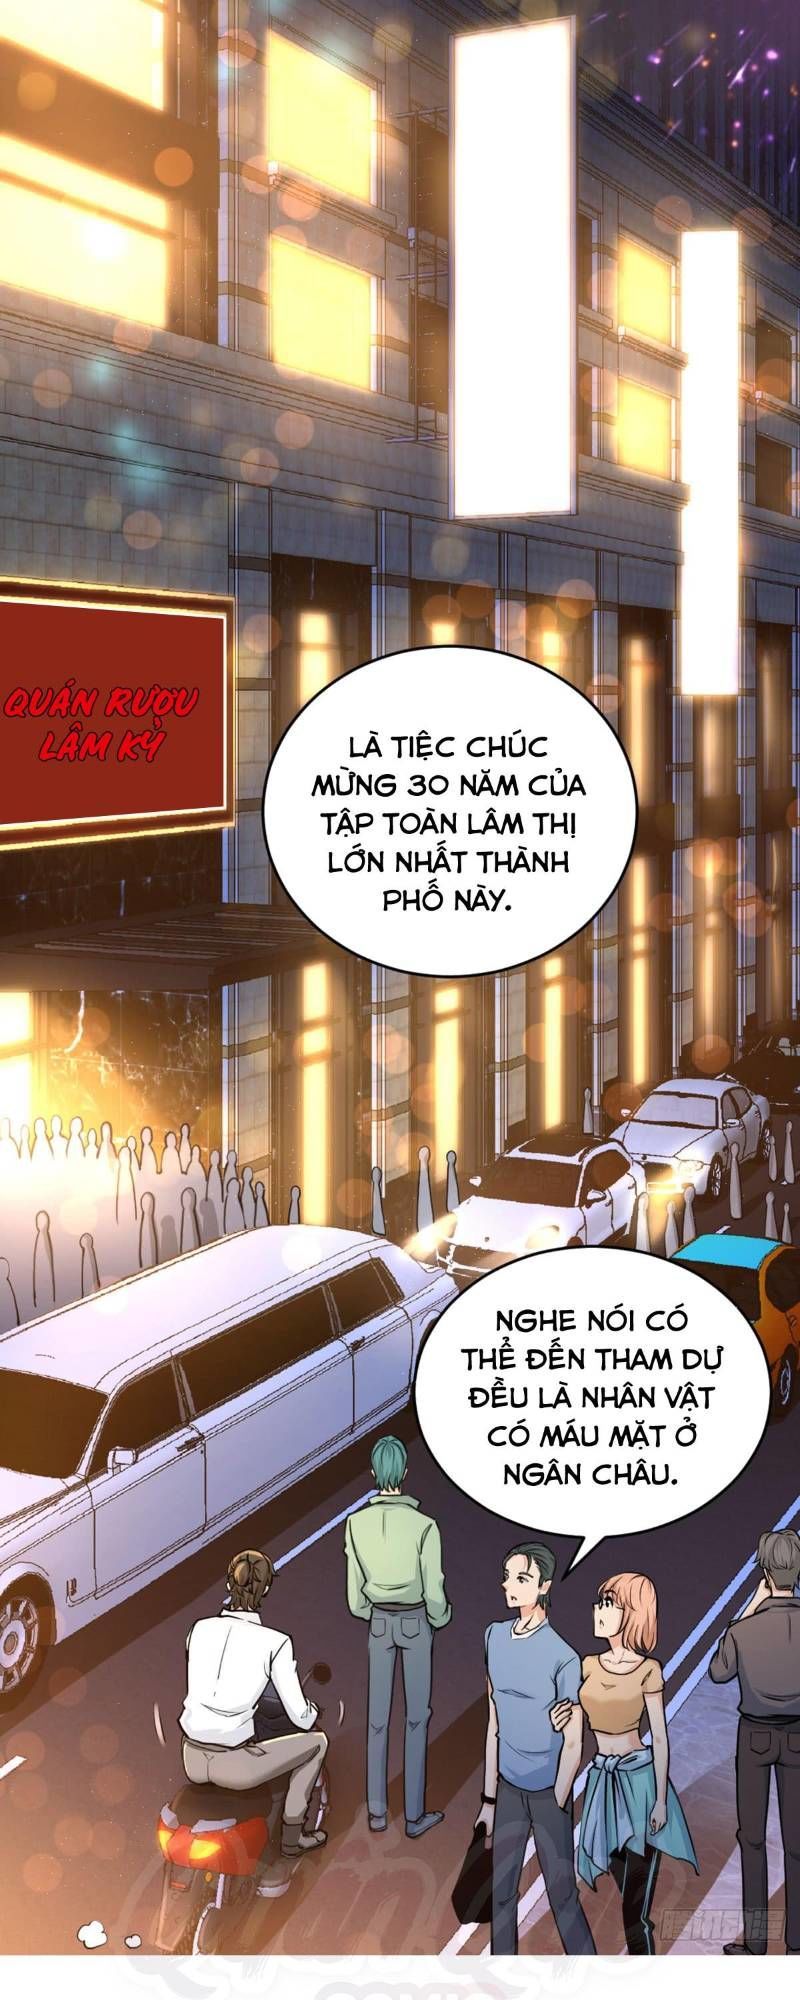 QUÁN RƯỢU
LÂM KỶ
LÀ TIỆC CHÚC
MỪNG 30 NĂM CỦA
TẬP TOÀN LÂM THỊ
LỚN NHẤT THÀNH
PHỐ NÀY.
NGHE NÓI CÓ
THỂ ĐẾN THAM DỰ
ĐỀU LÀ NHÂN VẬT
CÓ MÁU MẶT Ở
NGÂN CHÂU.